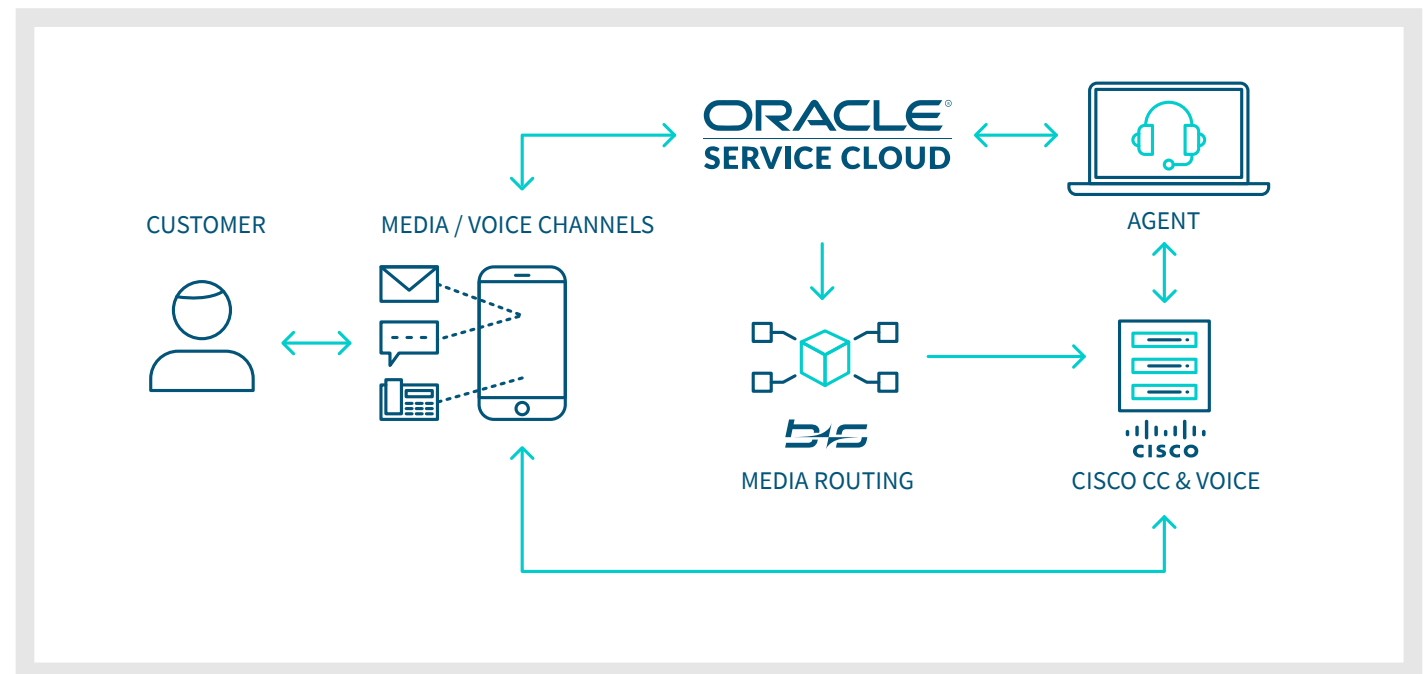 ORACLE®
SERVICE CLOUD
CUSTOMER
MEDIA / VOICE CHANNELS
AGENT
MEDIA ROUTING
CISCO
CISCO CC & VOICE